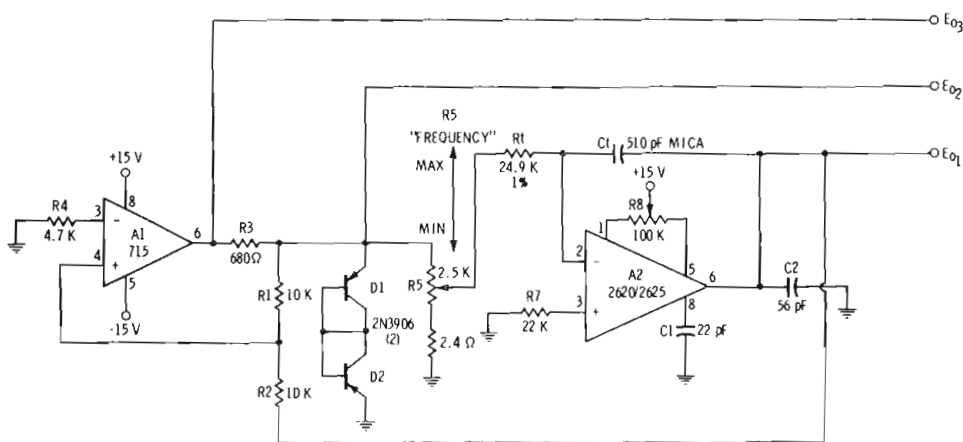 E03
E02
R5
"FREQUENCY"
MAX
MIN
Rt
24.9 K
1%
Ct
510 pF MICA
E01
+15 V
R8
100 K
+15 V
8
R4
4.7 K
3
−
A1
715
4
+
6
5
-15 V
R3
680Ω
R1
10 K
R2
10 K
D1
2N3906
(2)
D2
2.5 K
R5
2.4 Ω
1
2
−
A2
2620/2625
3
+
5
6
8
R7
22 K
C1
22 pF
C2
56 pF